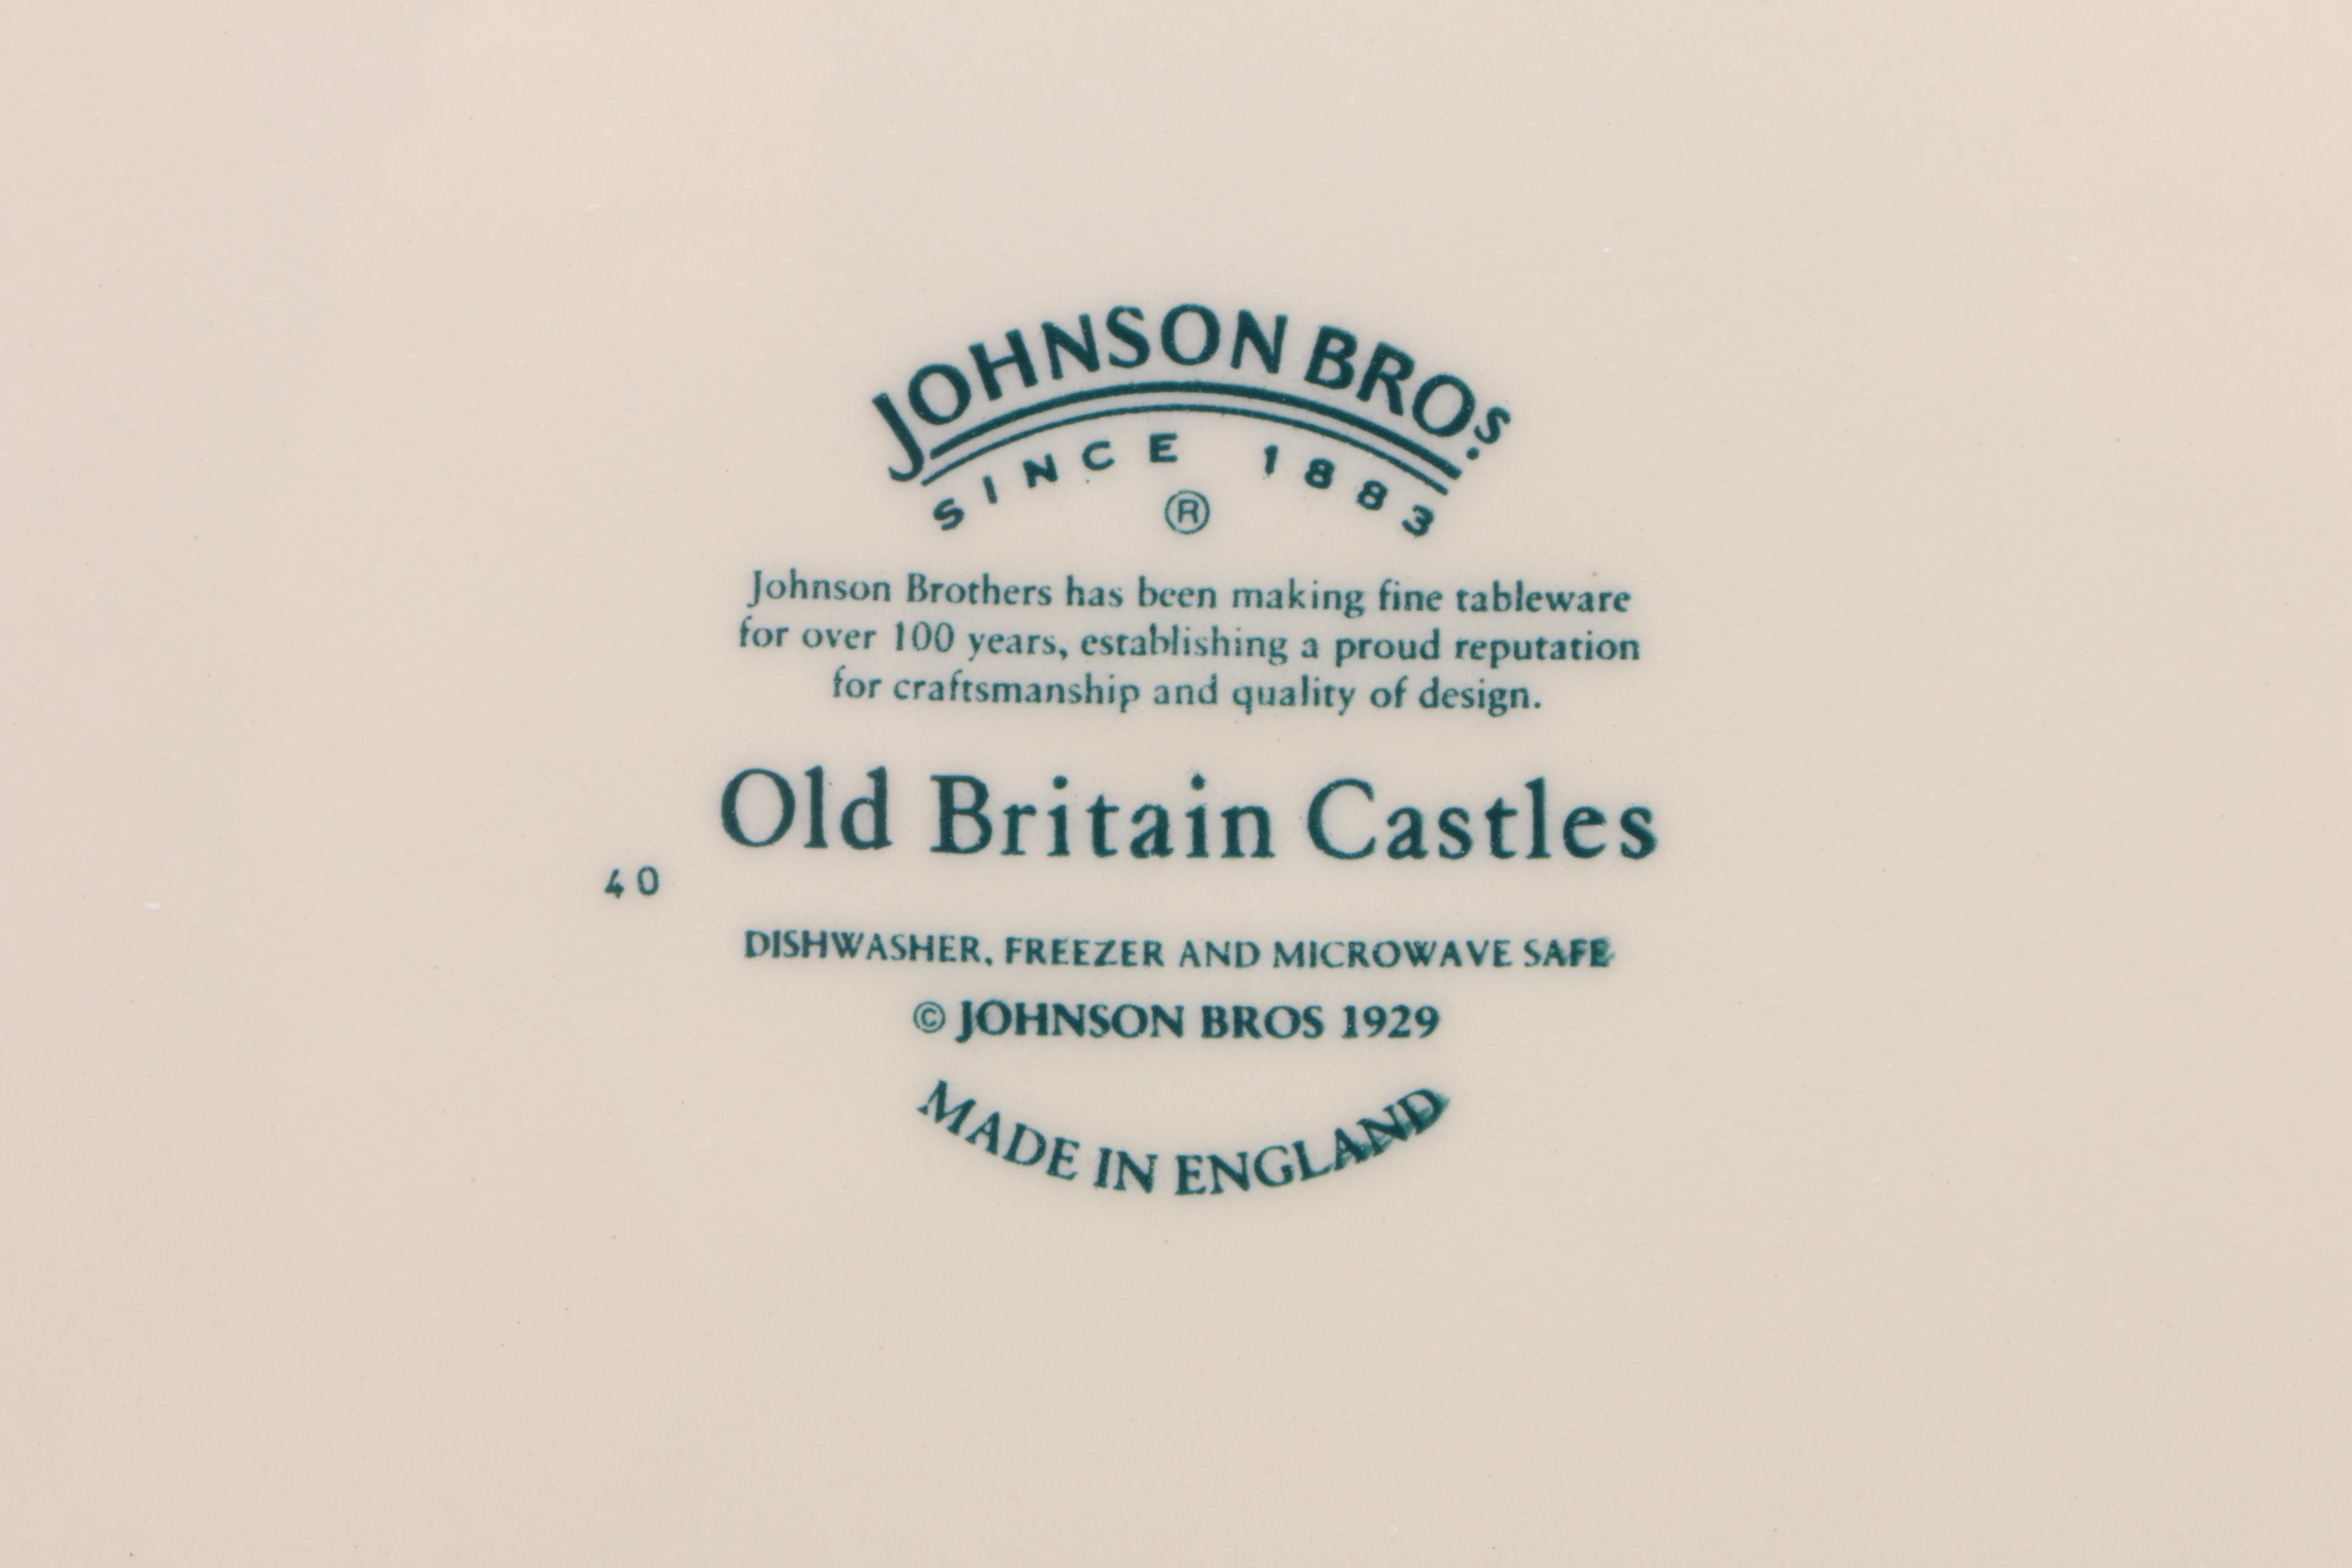 JOHNSON BROS.
SINCE 1883
®
Johnson Brothers has been making fine tableware
for over 100 years, establishing a proud reputation
for craftsmanship and quality of design.
Old Britain Castles
40
DISHWASHER, FREEZER AND MICROWAVE SAFE
© JOHNSON BROS 1929
MADE IN ENGLAND